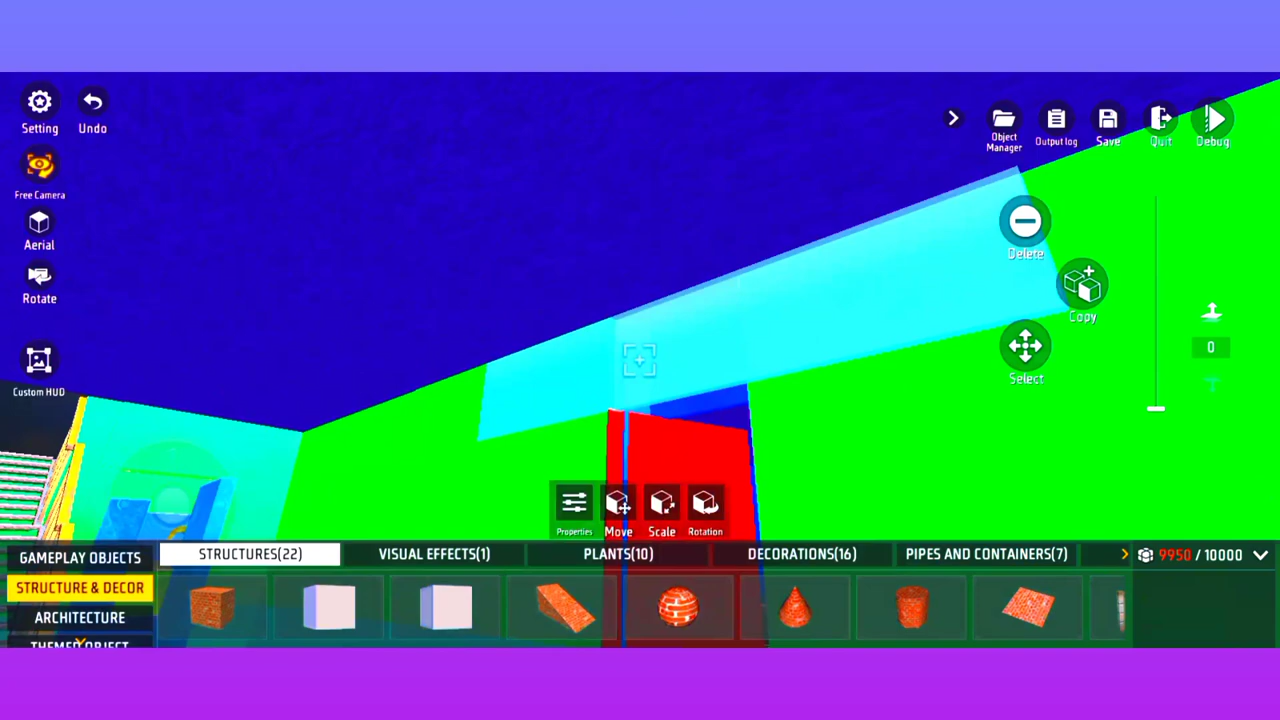 Setting
Undo
Free Camera
Aerial
Rotate
Custom HUD
Object
Manager
Output log
Save
Quit
Debug
Delete
Copy
Select
0
Properties
Move
Scale
Rotation
GAMEPLAY OBJECTS
STRUCTURE & DECOR
ARCHITECTURE
THEMED OBJECT
STRUCTURES(22)
VISUAL EFFECTS(1)
PLANTS(10)
DECORATIONS(16)
PIPES AND CONTAINERS(7)
9950 / 10000